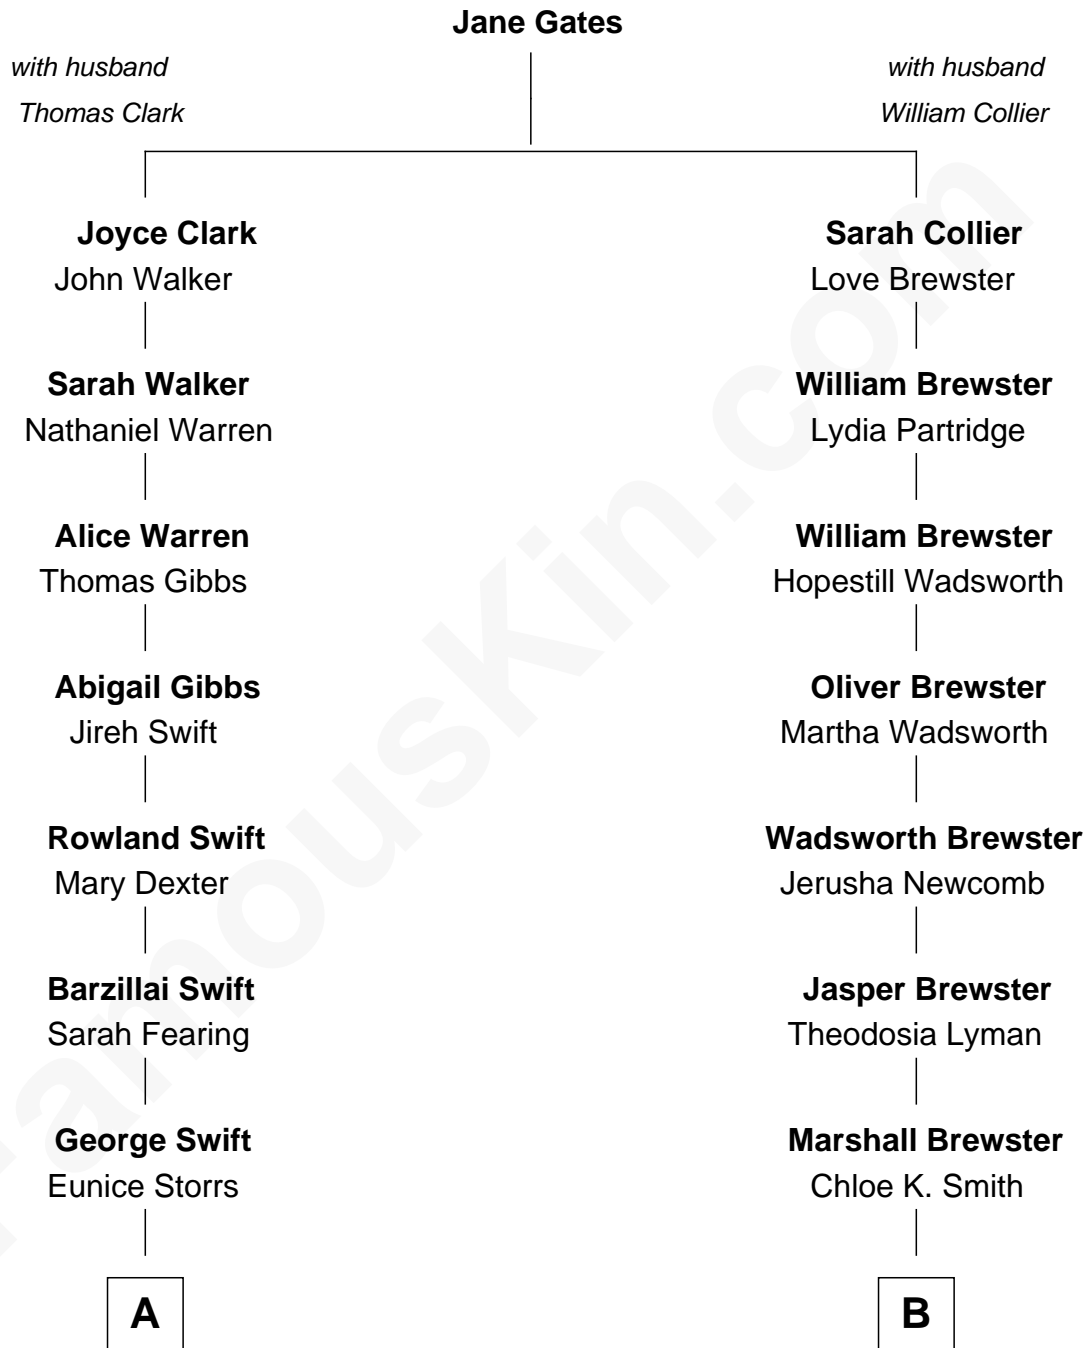 Jane Gates
with husband
Thomas Clark
with husband
William Collier
Joyce Clark
John Walker
Sarah Walker
Nathaniel Warren
Alice Warren
Thomas Gibbs
Abigail Gibbs
Jireh Swift
Rowland Swift
Mary Dexter
Barzillai Swift
Sarah Fearing
George Swift
Eunice Storrs
A
Sarah Collier
Love Brewster
William Brewster
Lydia Partridge
William Brewster
Hopestill Wadsworth
Oliver Brewster
Martha Wadsworth
Wadsworth Brewster
Jerusha Newcomb
Jasper Brewster
Theodosia Lyman
Marshall Brewster
Chloe K. Smith
B
FamousKin.com